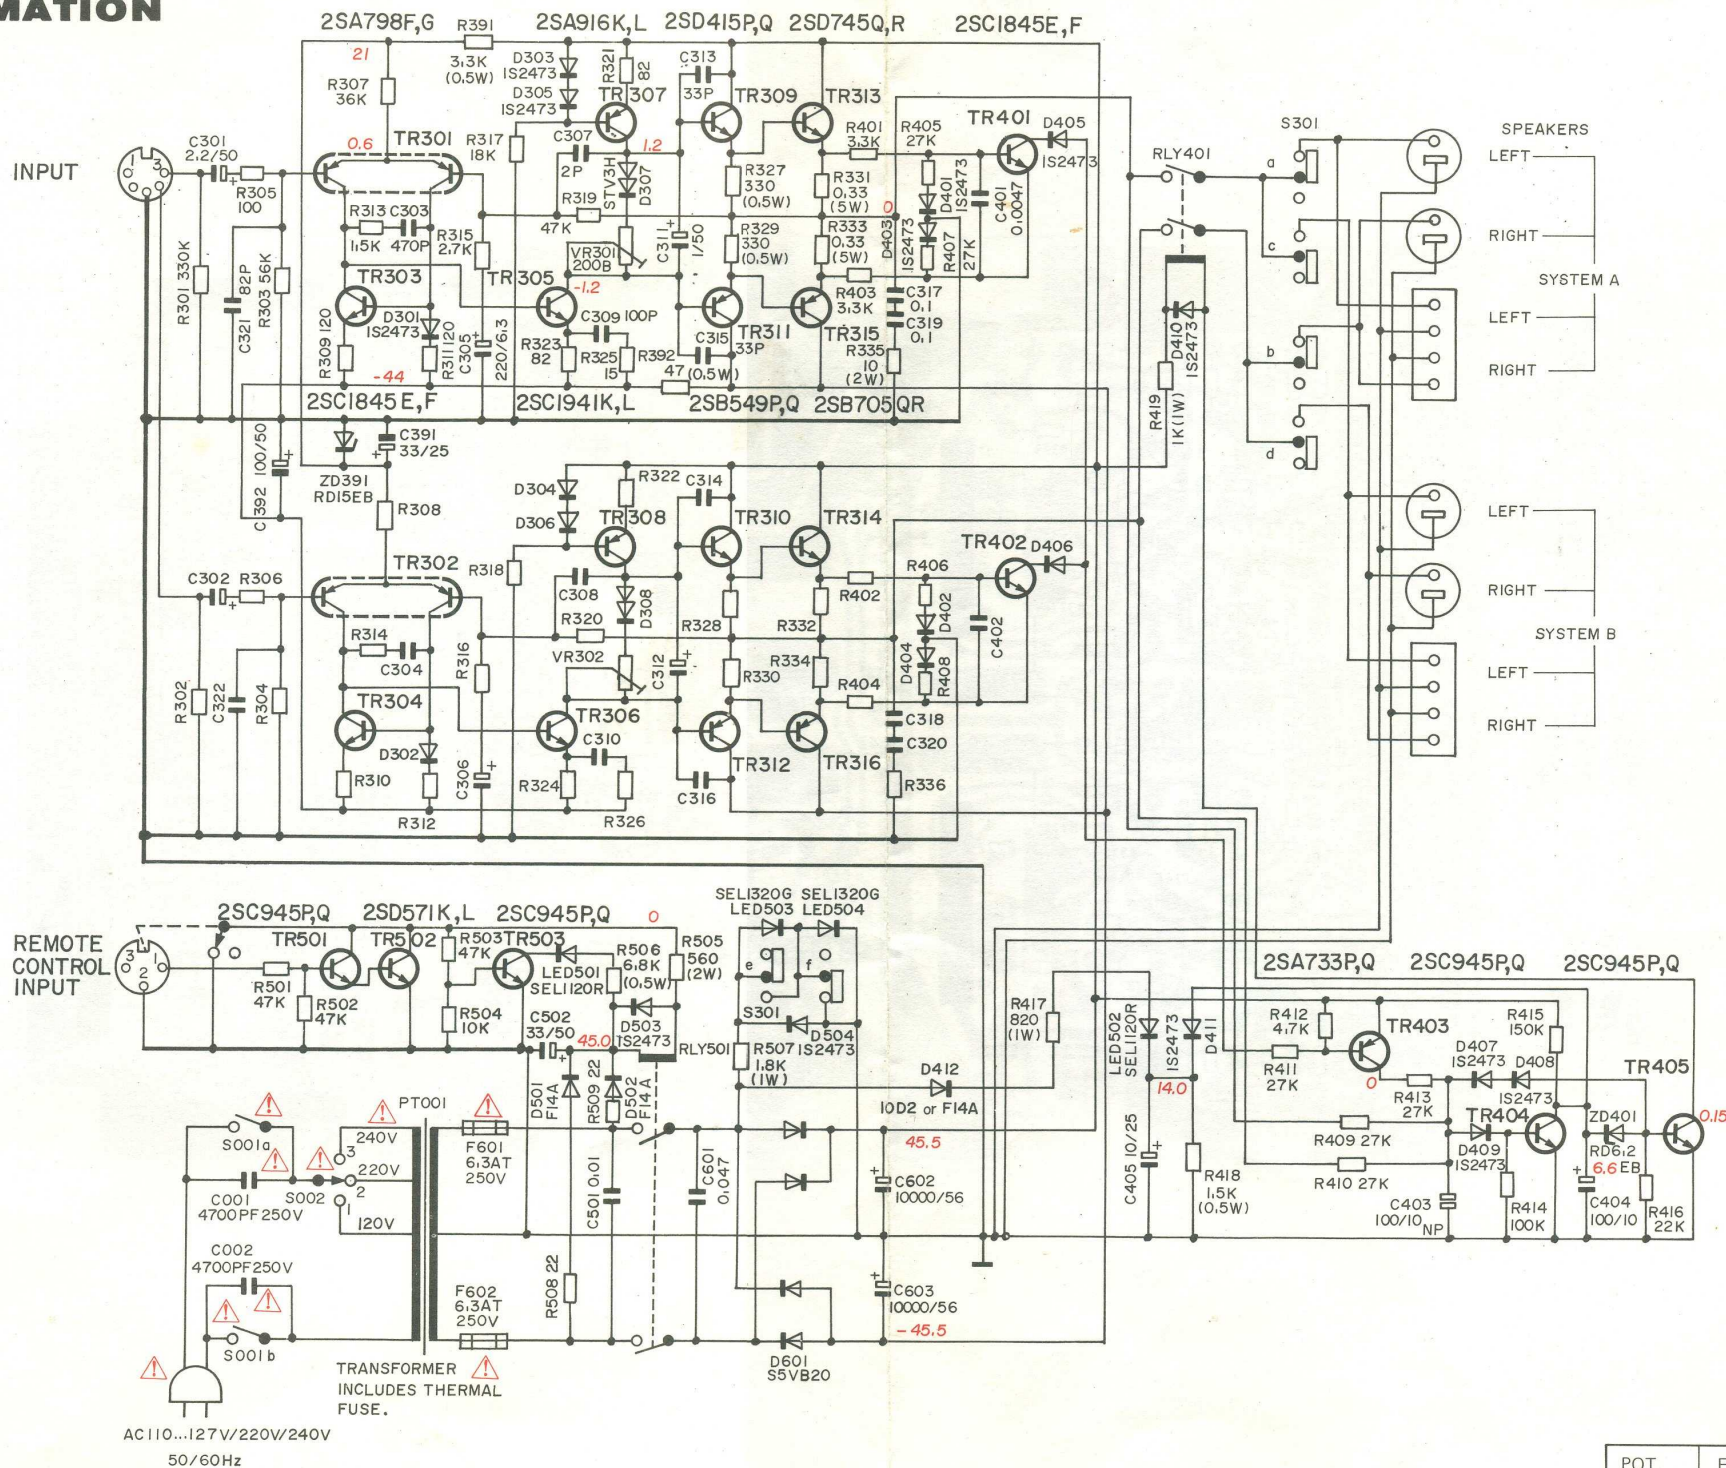 MATION
2SA798F,G
2SA916K,L
2SD415P,Q
2SD745Q,R
2SC1845E,F
R391
3.3K
(0.5W)
21
R307
36K
D303
1S2473
D305
1S2473
R321
82
TR307
C313
33P
TR309
TR313
TR401
D405
1S2473
S301
SPEAKERS
LEFT
RIGHT
SYSTEM A
LEFT
RIGHT
INPUT
1
3
C301
2.2/50
+
R305
100
0.6
TR301
R317
18K
C307
2P
1.2
STV3H
D307
R327
330
(0.5W)
R331
0.33
(5W)
R401
3.3K
R405
27K
D401
1S2473
C401
0.0047
RLY401
a
c
b
d
R313
1.5K
C303
470P
R315
2.7K
R319
47K
VR301
200B
C311
1/50
+
R329
330
(0.5W)
R333
0.33
(5W)
0
D403
1S2473
R407
27K
R301 330K
C321
82P
R303 56K
TR303
D301
1S2473
R309 120
R311 120
C305
220/6.3
+
TR305
-1.2
C309 100P
R323
82
R325
15
R392
47
(0.5W)
C315
33P
TR311
TR315
R403
3.3K
C317
0.1
C319
0.1
R335
10
(2W)
D410
1S2473
R419
1K(1W)
-44
2SC1845E,F
2SC1941K,L
2SB549P,Q
2SB705QR
C392 100/50
+
ZD391
RD15EB
C391
33/25
+
R308
D304
D306
R322
TR308
C314
TR310
TR314
TR402
D406
TR302
C302
+
R306
R318
C308
D308
R320
VR302
R328
R332
R402
R406
D402
C402
R314
C304
R316
C312
+
R330
R334
D404
R408
R404
R302
C322
R304
TR304
D302
R310
R312
C306
+
TR306
C310
R324
R326
C316
TR312
TR316
C318
C320
R336
LEFT
RIGHT
SYSTEM B
LEFT
RIGHT
REMOTE
CONTROL
INPUT
3
2
1
2SC945P,Q
2SD571K,L
2SC945P,Q
0
TR501
TR502
R503
47K
TR503
R501
47K
R502
47K
R504
10K
LED501
SEL1120R
R506
6.8K
(0.5W)
R505
560
(2W)
C502
33/50
+
45.0
D503
1S2473
RLY501
SEL1320G
LED503
SEL1320G
LED504
e
f
S301
D504
1S2473
R507
1.8K
(1W)
D501
F14A
R509 22
D502
F14A
D412
10D2 or F14A
R417
820
(1W)
LED502
SEL1120R
1S2473
D411
14.0
2SA733P,Q
2SC945P,Q
2SC945P,Q
R412
4.7K
TR403
R411
27K
0
R413
27K
D407
1S2473
D408
1S2473
R415
150K
TR405
0.15
TR404
D409
1S2473
ZD401
RD6.2
EB
6.6
R409 27K
R410 27K
C403
100/10
NP
R414
100K
C404
100/10
+
R416
22K
C405 10/25
+
R418
1.5K
(0.5W)
S001a
C001
4700PF 250V
S002
PT001
3
240V
220V
2
1
120V
C002
4700PF 250V
S001b
F601
6.3AT
250V
C501 0.01
C601
0.047
45.5
+
C602
10000/56
R508 22
F602
6.3AT
250V
+
C603
10000/56
-45.5
D601
S5VB20
TRANSFORMER
INCLUDES THERMAL
FUSE.
AC110...127V/220V/240V
50/60Hz
POT